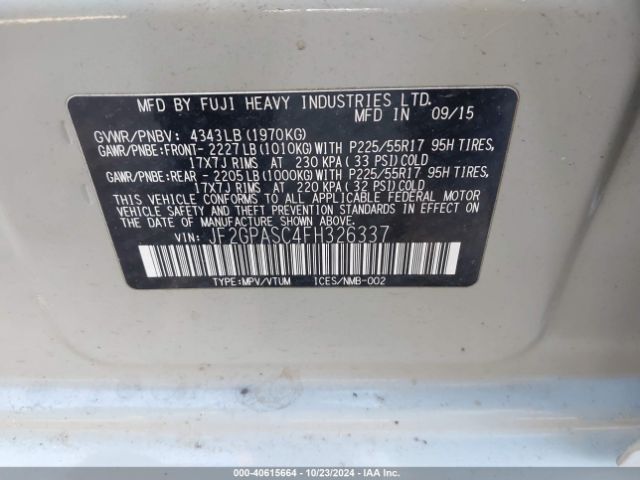 MFD BY FUJI HEAVY INDUSTRIES LTD.
MFD IN 09/15
GVWR/PNBV: 4343LB(1970KG)
GAWR/PNBE:FRONT- 2227LB(1010KG)WITH P225/55R17 95H TIRES,
17X7J RIMS AT 230 KPA(33 PSI)COLD
GAWR/PNBE:REAR - 2205LB(1000KG)WITH P225/55R17 95H TIRES,
17X7J RIMS AT 220 KPA(32 PSI)COLD
THIS VEHICLE CONFORMS TO ALL APPLICABLE FEDERAL MOTOR
VEHICLE SAFETY AND THEFT PREVENTION STANDARDS IN EFFECT ON
THE DATE OF MANUFACTURE SHOWN ABOVE.
VIN: JF2GPASC4FH326337
TYPE:MPV/VTUM ICES/NMB-002
000-40615664 - 10/23/2024 - IAA Inc.